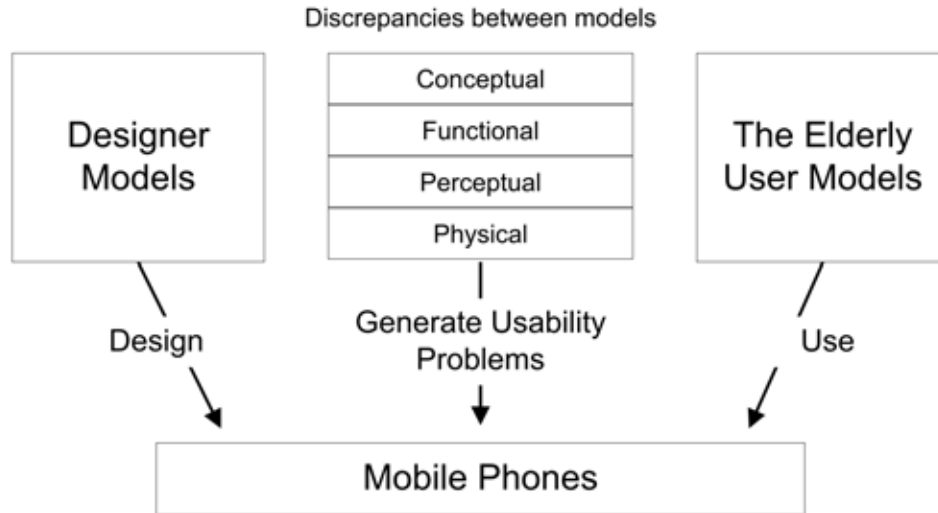 Discrepancies between models
Designer
Models
Conceptual
Functional
Perceptual
Physical
The Elderly
User Models
Design
Generate Usability
Problems
Use
Mobile Phones